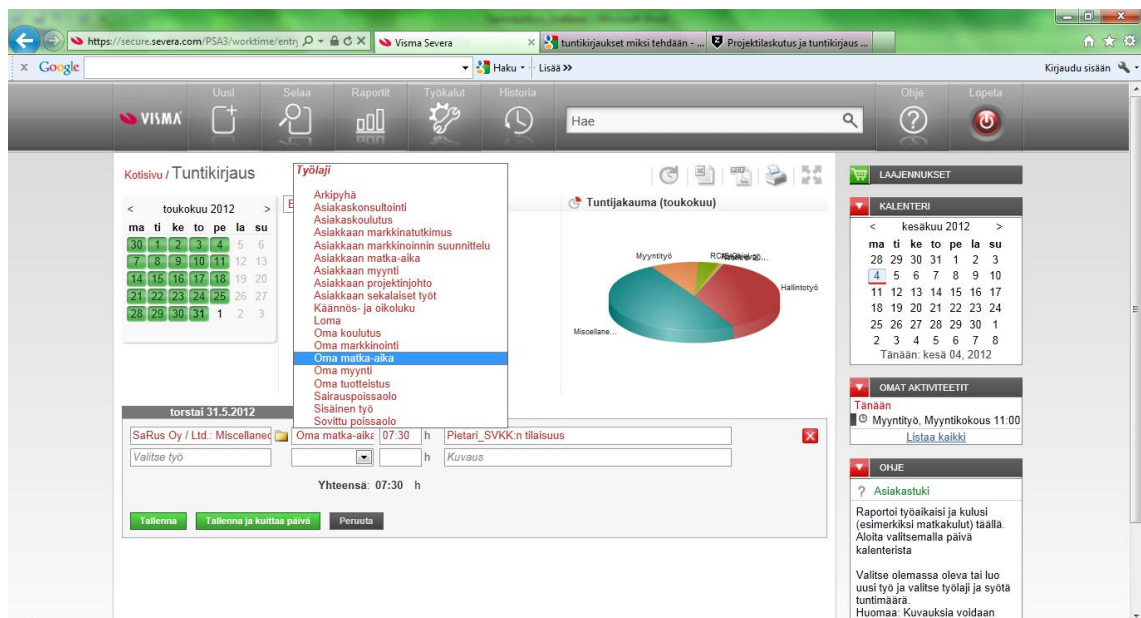 https://secure.severa.com/PSA3/worktime/entry
Visma Severa
tuntikirjaukset miksi tehdään - ...
Projektilaskutus ja tuntikirjaus ...
x Google
Haku
Lisää >>
Kirjaudu sisään
VISMA
Uusi
Selaa
Raportit
Työkalut
Historia
Hae
Ohje
Lopeta
Kotisivu / Tuntikirjaus
< toukokuu 2012 >
ma ti ke to pe la su
30 1 2 3 4 5 6
7 8 9 10 11 12 13
14 15 16 17 18 19 20
21 22 23 24 25 26 27
28 29 30 31 1 2 3
Työlaji
Arkipyhä
Asiakaskonsultointi
Asiakaskoulutus
Asiakkaan markkinatutkimus
Asiakkaan markkinoinnin suunnittelu
Asiakkaan matka-aika
Asiakkaan myynti
Asiakkaan projektinjohto
Asiakkaan sekalaiset työt
Käännös- ja oikoluku
Loma
Oma koulutus
Oma markkinointi
Oma matka-aika
Oma myynti
Oma tuotteistus
Sairauspoissaolo
Sisäinen työ
Sovittu poissaolo
Tuntijakauma (toukokuu)
Myyntityö
Hallintotyö
Miscellane...
torstai 31.5.2012
SaRus Oy / Ltd.: Miscellaned
Oma matka-aika
07:30 h
Pietari_SVKK:n tilaisuus
Valitse työ
h
Kuvaus
Yhteensä: 07:30 h
Tallenna
Tallenna ja kuittaa päivä
Peruuta
LAAJENNUKSET
KALENTERI
< kesäkuu 2012 >
ma ti ke to pe la su
28 29 30 31 1 2 3
4 5 6 7 8 9 10
11 12 13 14 15 16 17
18 19 20 21 22 23 24
25 26 27 28 29 30 1
2 3 4 5 6 7 8
Tänään: kesä 04, 2012
OMAT AKTIVITEETIT
Tänään
Myyntityö, Myyntikokous 11:00
Listaa kaikki
OHJE
? Asiakastuki
Raportoi työaikaisi ja kulusi
(esimerkiksi matkakulut) täällä.
Aloita valitsemalla päivä
kalenterista
Valitse olemassa oleva tai luo
uusi työ ja valitse työlaji ja syötä
tuntimäärä.
Huomaa: Kuvauksia voidaan